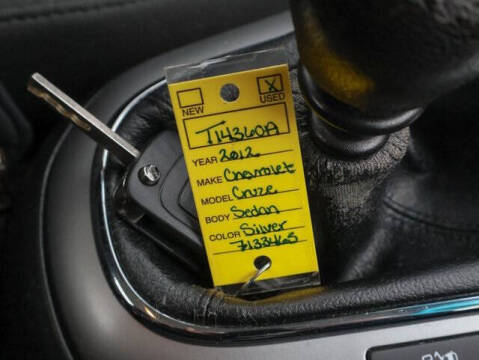 X
NEW USED
T14360A
YEAR 2012
MAKE Chevrolet
MODEL Cruze
BODY Sedan
COLOR Silver
7133465